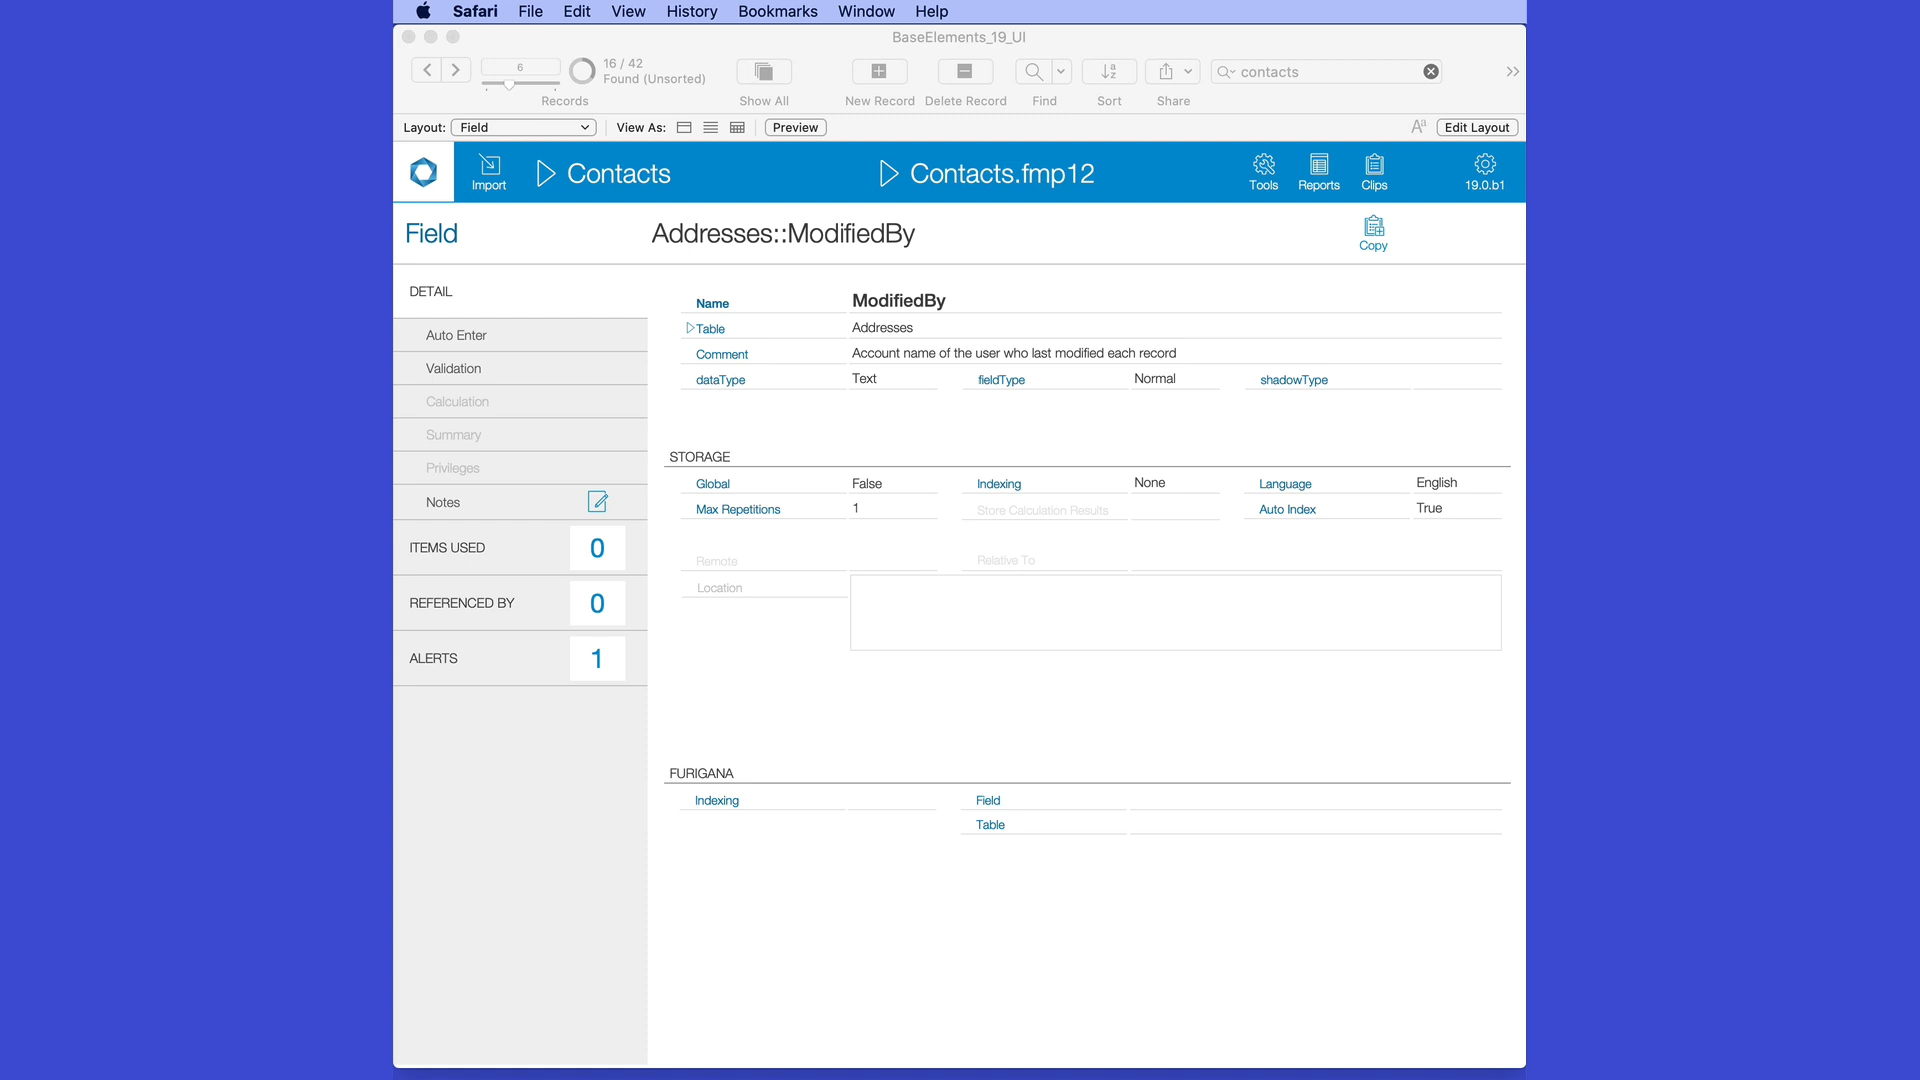 Safari File Edit View History Bookmarks Window Help
BaseElements_19_UI
6
16 / 42
Found (Unsorted)
Records
Show All
New Record
Delete Record
Find
Sort
Share
contacts
Layout: Field
View As:
Preview
Edit Layout
Import
Contacts
Contacts.fmp12
Tools
Reports
Clips
19.0.b1
Field
Addresses::ModifiedBy
Copy
DETAIL
Auto Enter
Validation
Calculation
Summary
Privileges
Notes
ITEMS USED 0
REFERENCED BY 0
ALERTS 1
Name ModifiedBy
Table Addresses
Comment Account name of the user who last modified each record
dataType Text fieldType Normal shadowType
STORAGE
Global False Indexing None Language English
Max Repetitions 1 Store Calculation Results Auto Index True
Remote Relative To
Location
FURIGANA
Indexing Field
Table